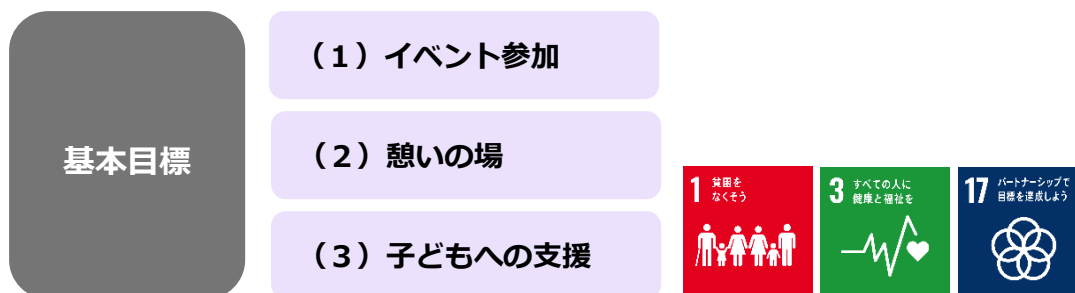 基本目標
（１）イベント参加
（２）憩いの場
（３）子どもへの支援
1 貧困を
なくそう
3 すべての人に
健康と福祉を
17 パートナーシップで
目標を達成しよう